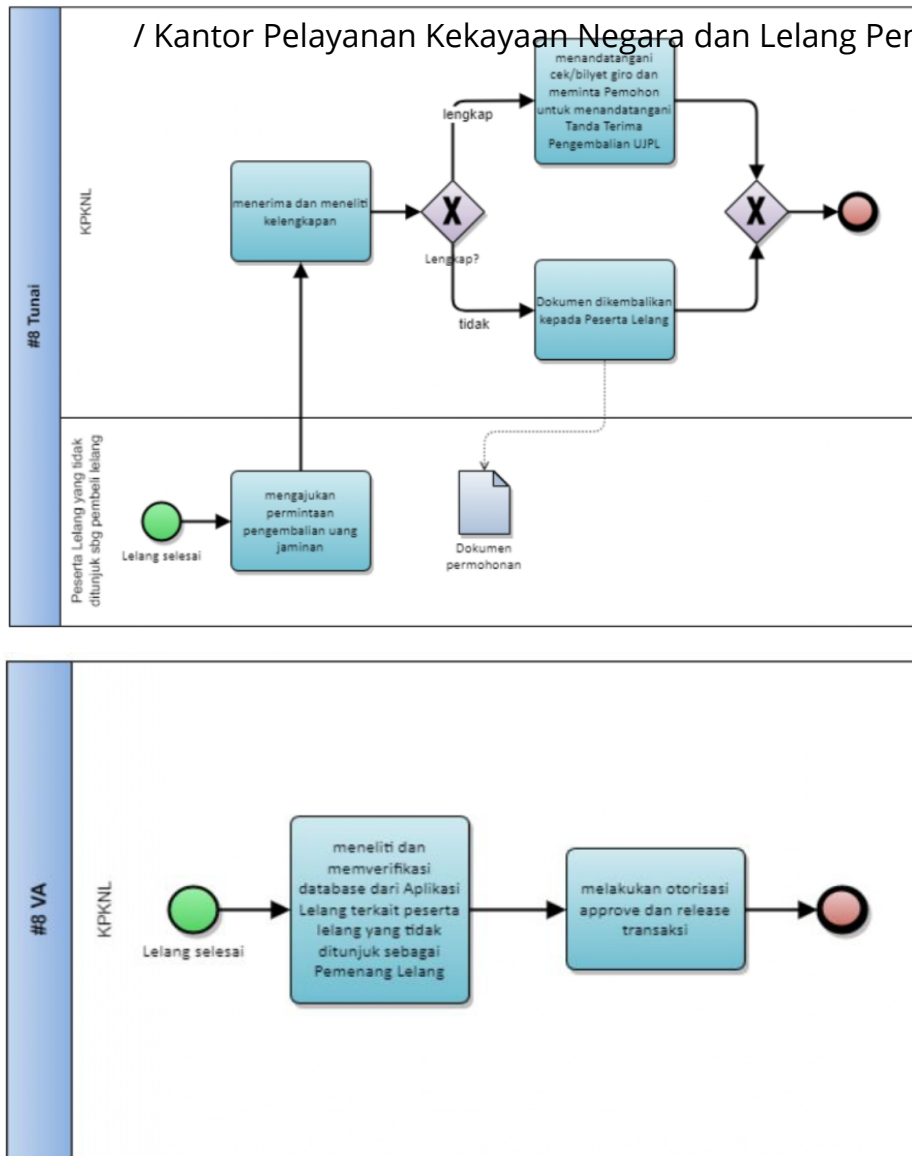 / Kantor Pelayanan Kekayaan Negara dan Lelang
#8 Tunai
KPKNL
menerima dan meneliti
kelengkapan
Lengkap?
lengkap
menandatangani
cek/bilyet giro dan
meminta Pemohon
untuk menandatangani
Tanda Terima
Pengembalian UJPL
tidak
Dokumen dikembalikan
kepada Peserta Lelang
Peserta Lelang yang tidak
ditunjuk sbg pembeli lelang
Lelang selesai
mengajukan
permintaan
pengembalian uang
jaminan
Dokumen
permohonan
#8 VA
KPKNL
Lelang selesai
meneliti dan
memverifikasi
database dari Aplikasi
Lelang terkait peserta
lelang yang tidak
ditunjuk sebagai
Pemenang Lelang
melakukan otorisasi
approve dan release
transaksi